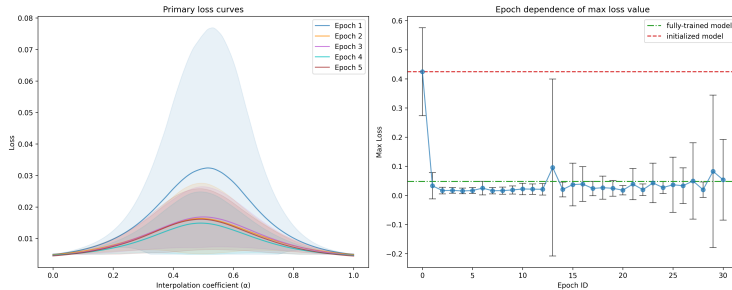 Primary loss curves
0.08
0.07
0.06
0.05
0.04
0.03
0.02
0.01
Loss
0.0
0.2
0.4
0.6
0.8
1.0
Interpolation coefficient (α)
Epoch 1
Epoch 2
Epoch 3
Epoch 4
Epoch 5
Epoch dependence of max loss value
0.6
0.5
0.4
0.3
0.2
0.1
0.0
−0.1
−0.2
Max Loss
0
5
10
15
20
25
30
Epoch ID
fully-trained model
initialized model